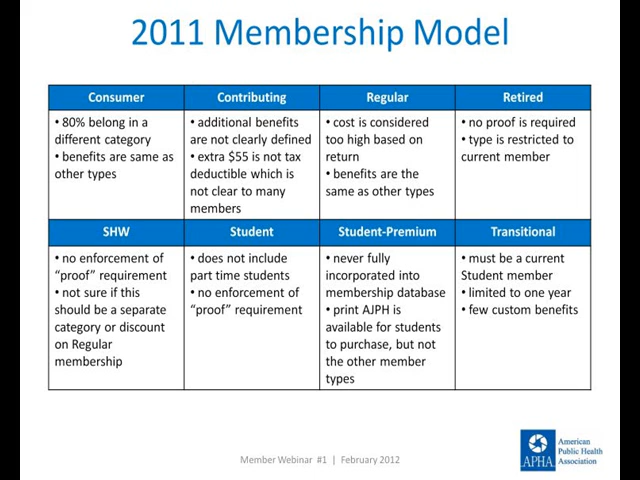 2011 Membership Model
Consumer
• 80% belong in a
different category
• benefits are same as
other types
Contributing
• additional benefits
are not clearly defined
• extra $55 is not tax
deductible which is
not clear to many
members
Regular
• cost is considered
too high based on
return
• benefits are the
same as other types
Retired
• no proof is required
• type is restricted to
current member
SHW
• no enforcement of
“proof” requirement
• not sure if this
should be a separate
category or discount
on Regular
membership
Student
• does not include
part time students
• no enforcement of
“proof” requirement
Student-Premium
• never fully
incorporated into
membership database
• print AJPH is
available for students
to purchase, but not
the other member
types
Transitional
• must be a current
Student member
• limited to one year
• few custom benefits
Member Webinar #1 | February 2012
APHA
American
Public Health
Association